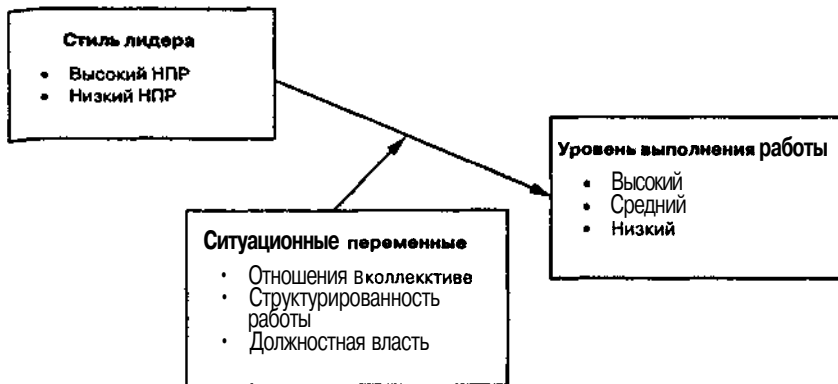 Стиль лидера
• Высокий НПР
• Низкий НПР
Уровень выполнения работы
• Высокий
• Средний
• Низкий
Ситуационные переменные
• Отношения вколлекктиве
• Структурированность
работы
• Должностная власть